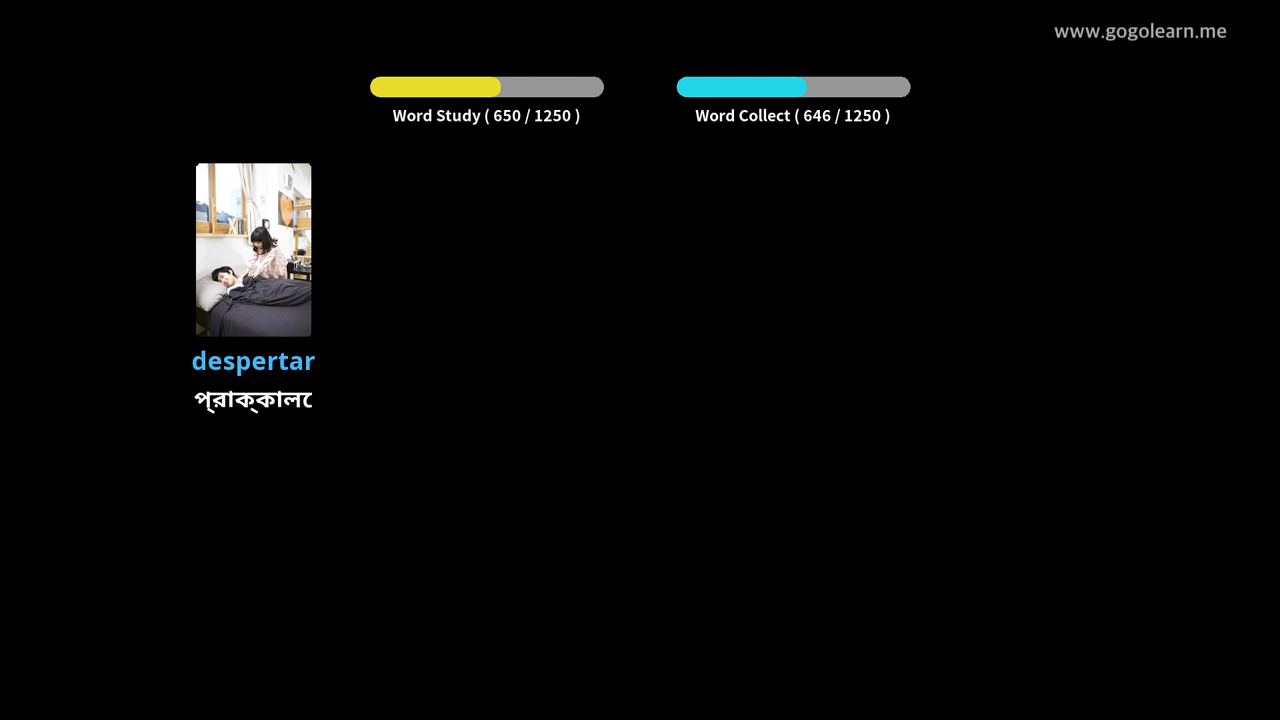 www.gogolearn.me
Word Study ( 650 / 1250 )
Word Collect ( 646 / 1250 )
despertar
প্রাক্কালে